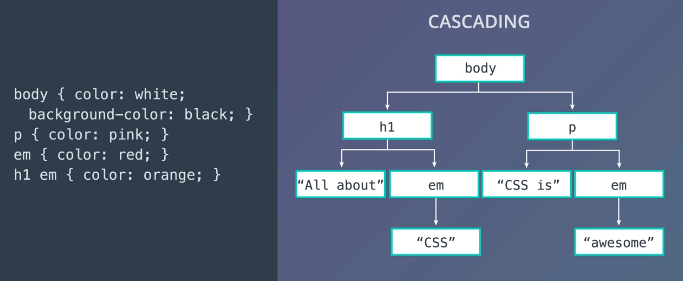 CASCADING
body { color: white;
background-color: black; }
p { color: pink; }
em { color: red; }
h1 em { color: orange; }
body
h1
p
“All about”
em
“CSS is”
em
“CSS”
“awesome”